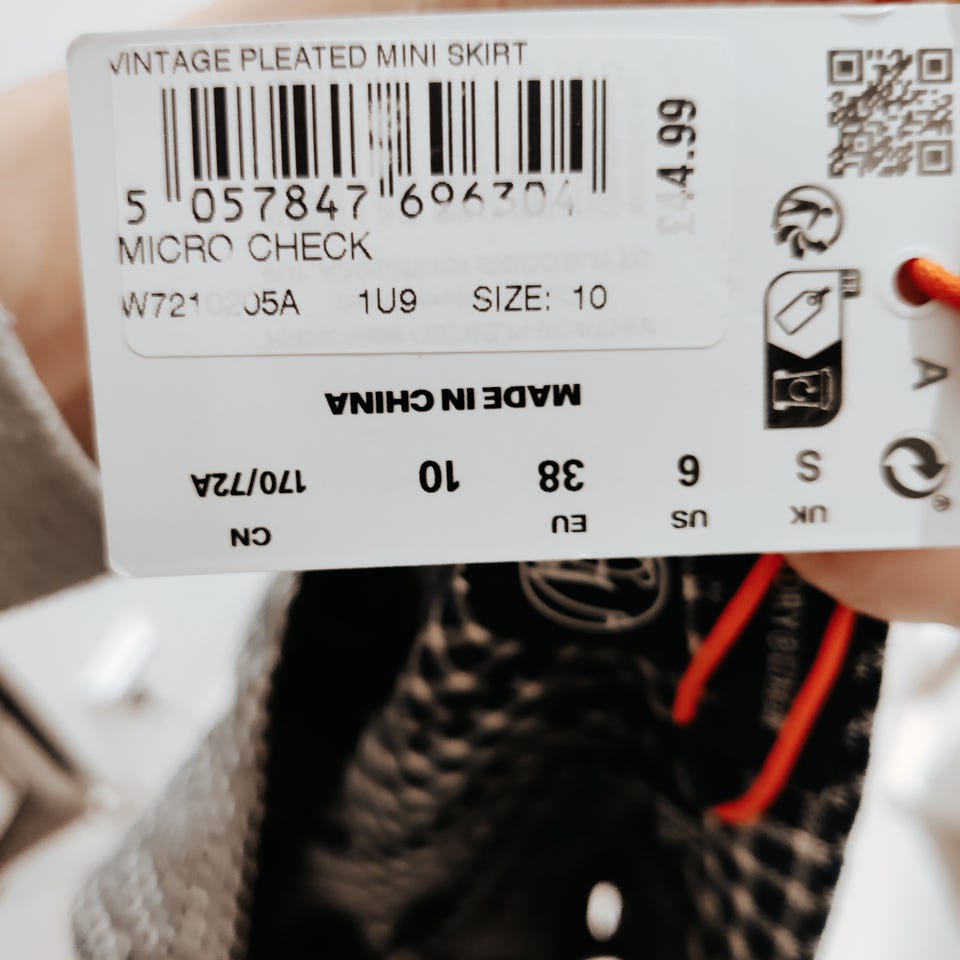 VINTAGE PLEATED MINI SKIRT
5 057847 696304
£44.99
MICRO CHECK
05A 1U9 SIZE: 10
UK US EU CN
S 6 38 10 170/72A
MADE IN CHINA
A